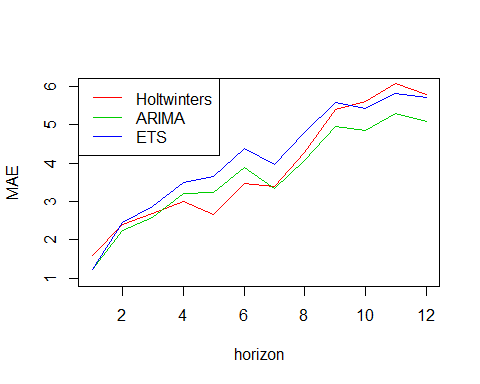 Holtwinters
ARIMA
ETS
6
5
4
3
2
1
MAE
2 4 6 8 10 12
horizon